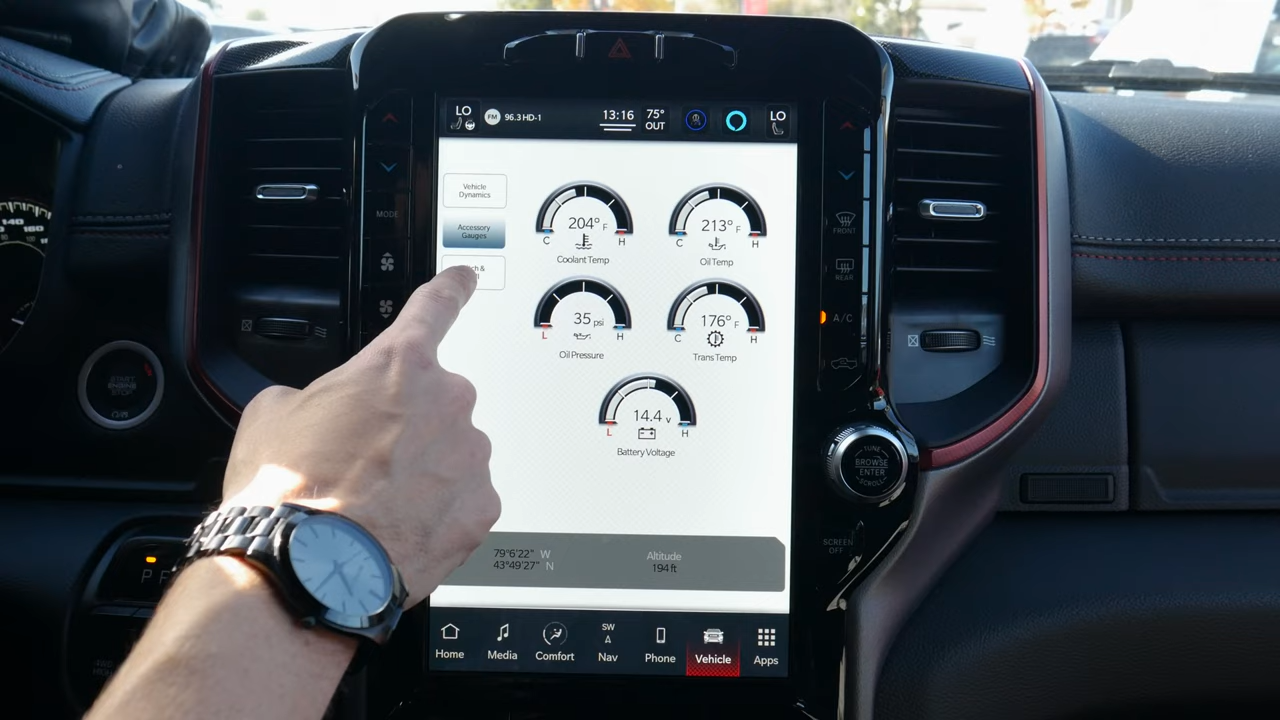 LO
FM 96.3 HD-1
13:16
75°
OUT
LO
Vehicle
Dynamics
Accessory
Gauges
204° F
C H
Coolant Temp
213° F
C H
Oil Temp
35 psi
L H
Oil Pressure
176° F
C H
Trans Temp
14.4 v
L H
Battery Voltage
79°6'22" W
43°49'27" N
Altitude
194 ft
Home
Media
Comfort
SW
Nav
Phone
Vehicle
Apps
MODE
FRONT
REAR
A/C
TUNE
BROWSE
ENTER
SCROLL
SCREEN
OFF
START
ENGINE
STOP
140
160
P R